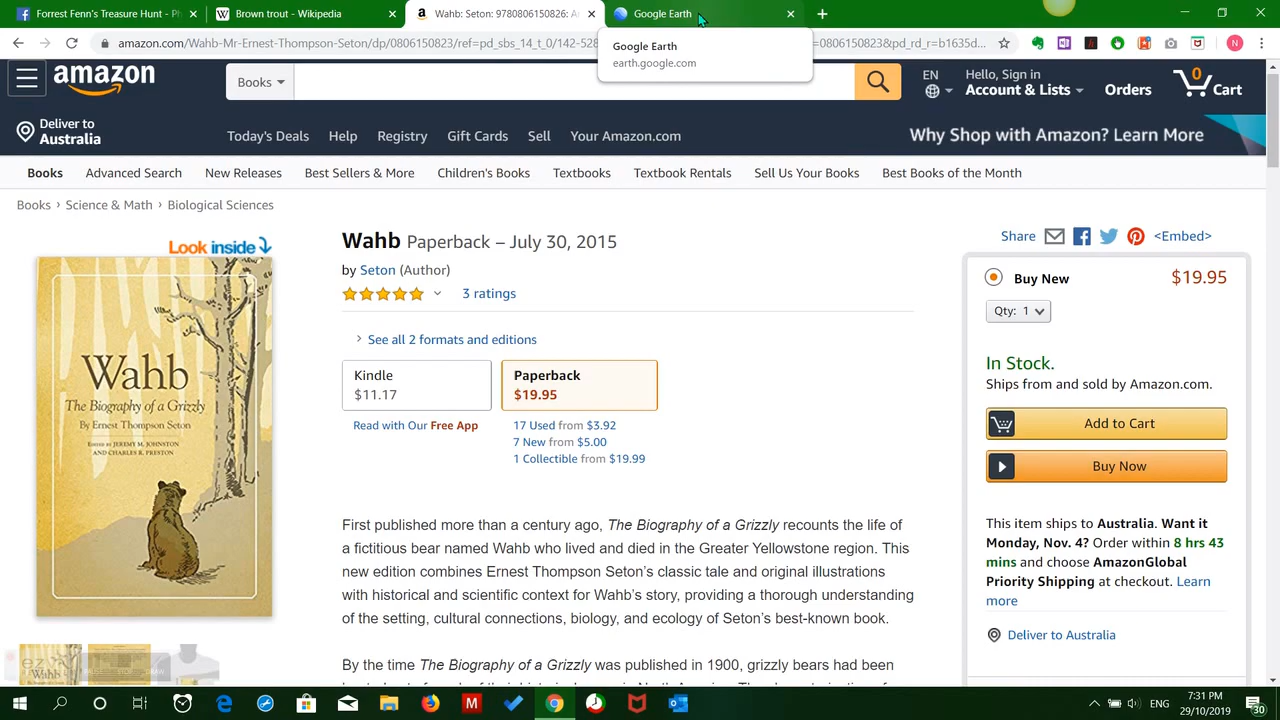 Forrest Fenn's Treasure Hunt - Ph
Brown trout - Wikipedia
Wahb: Seton: 9780806150826: A
Google Earth
amazon.com/Wahb-Mr-Ernest-Thompson-Seton/dp/0806150823/ref=pd_sbs_14_t_0/142-528
=0806150823&pd_rd_r=b1635d...
Google Earth
earth.google.com
amazon
Books
EN
Hello, Sign in
Account & Lists
Orders
0
Cart
Deliver to
Australia
Today's Deals
Help
Registry
Gift Cards
Sell
Your Amazon.com
Why Shop with Amazon? Learn More
Books
Advanced Search
New Releases
Best Sellers & More
Children's Books
Textbooks
Textbook Rentals
Sell Us Your Books
Best Books of the Month
Books › Science & Math › Biological Sciences
Look inside
Wahb
The Biography of a Grizzly
By Ernest Thompson Seton
Edited by Jeremy M. Johnston
and Charles R. Preston
Wahb Paperback – July 30, 2015
by Seton (Author)
3 ratings
See all 2 formats and editions
Kindle
$11.17
Paperback
$19.95
Read with Our Free App
17 Used from $3.92
7 New from $5.00
1 Collectible from $19.99
First published more than a century ago, The Biography of a Grizzly recounts the life of
a fictitious bear named Wahb who lived and died in the Greater Yellowstone region. This
new edition combines Ernest Thompson Seton's classic tale and original illustrations
with historical and scientific context for Wahb's story, providing a thorough understanding
of the setting, cultural connections, biology, and ecology of Seton's best-known book.
By the time The Biography of a Grizzly was published in 1900, grizzly bears had been
Share
<Embed>
Buy New
$19.95
Qty: 1
In Stock.
Ships from and sold by Amazon.com.
Add to Cart
Buy Now
This item ships to Australia. Want it
Monday, Nov. 4? Order within 8 hrs 43
mins and choose AmazonGlobal
Priority Shipping at checkout. Learn
more
Deliver to Australia
ENG
7:31 PM
29/10/2019
30